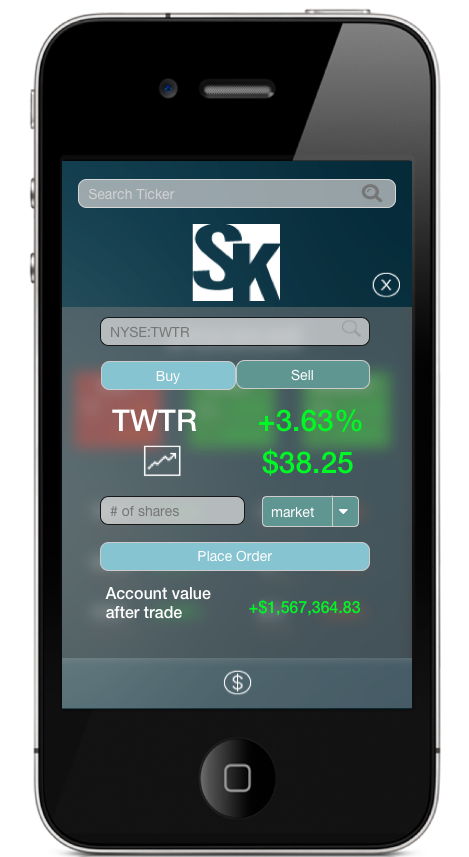 Search Ticker
SK
X
NYSE:TWTR
Buy Sell
TWTR +3.63%
$38.25
# of shares market
Place Order
Account value
after trade +$1,567,364.83
$